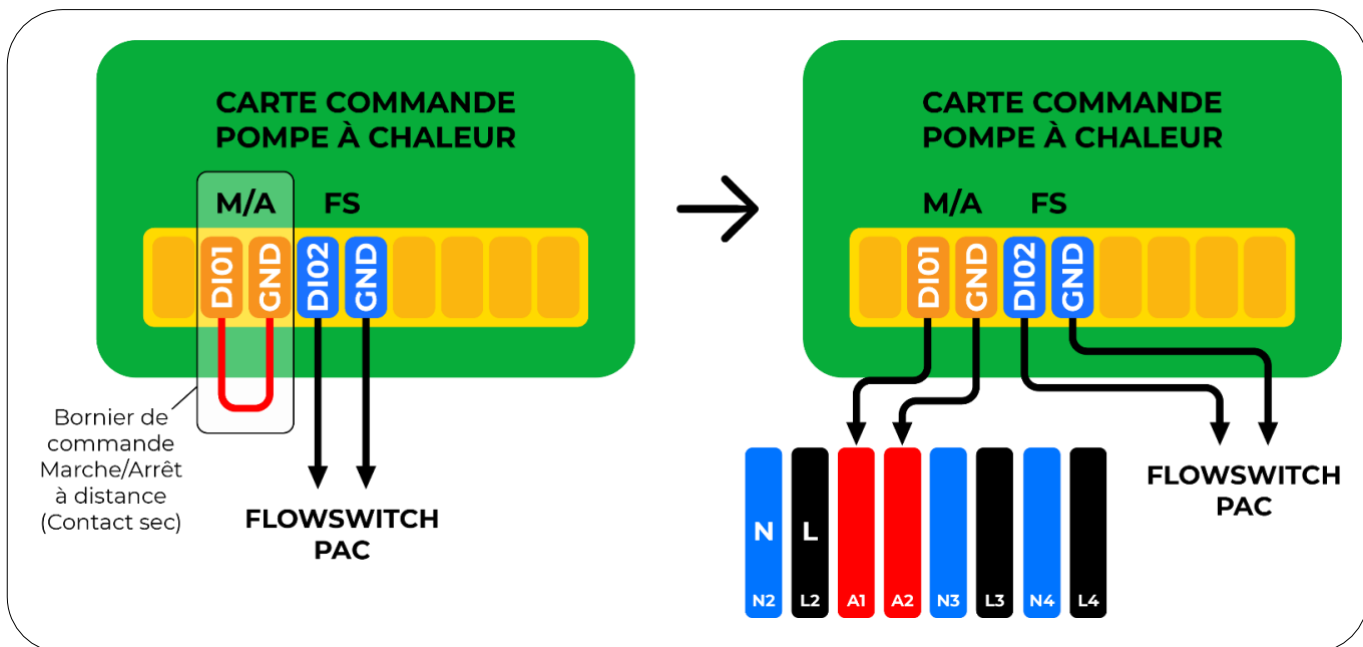 CARTE COMMANDE
POMPE À CHALEUR
M/A FS
DI01 GND DI02 GND
Bornier de
commande
Marche/Arrêt
à distance
(Contact sec)
FLOWSWITCH
PAC
CARTE COMMANDE
POMPE À CHALEUR
M/A FS
DI01 GND DI02 GND
FLOWSWITCH
PAC
N L
N2 L2 A1 A2 N3 L3 N4 L4